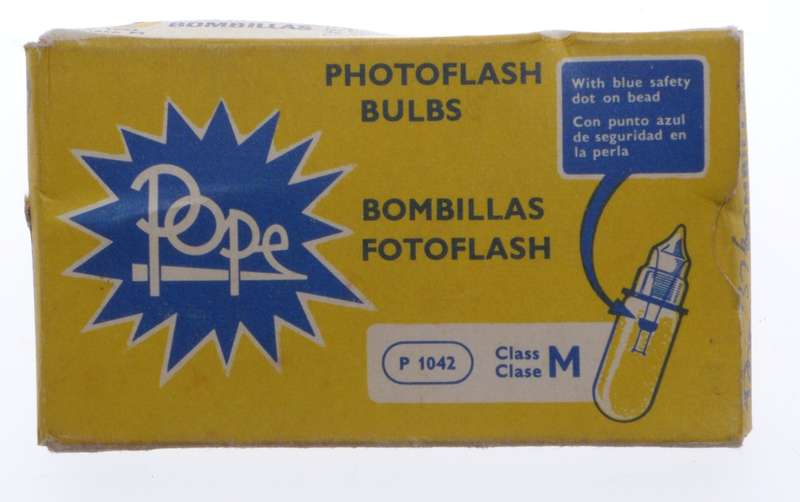 BOMBILLAS
PHOTOFLASH
BULBS
With blue safety
dot on bead
Con punto azul
de seguridad en
la perla
Pope
BOMBILLAS
FOTOFLASH
P 1042
Class
Clase M